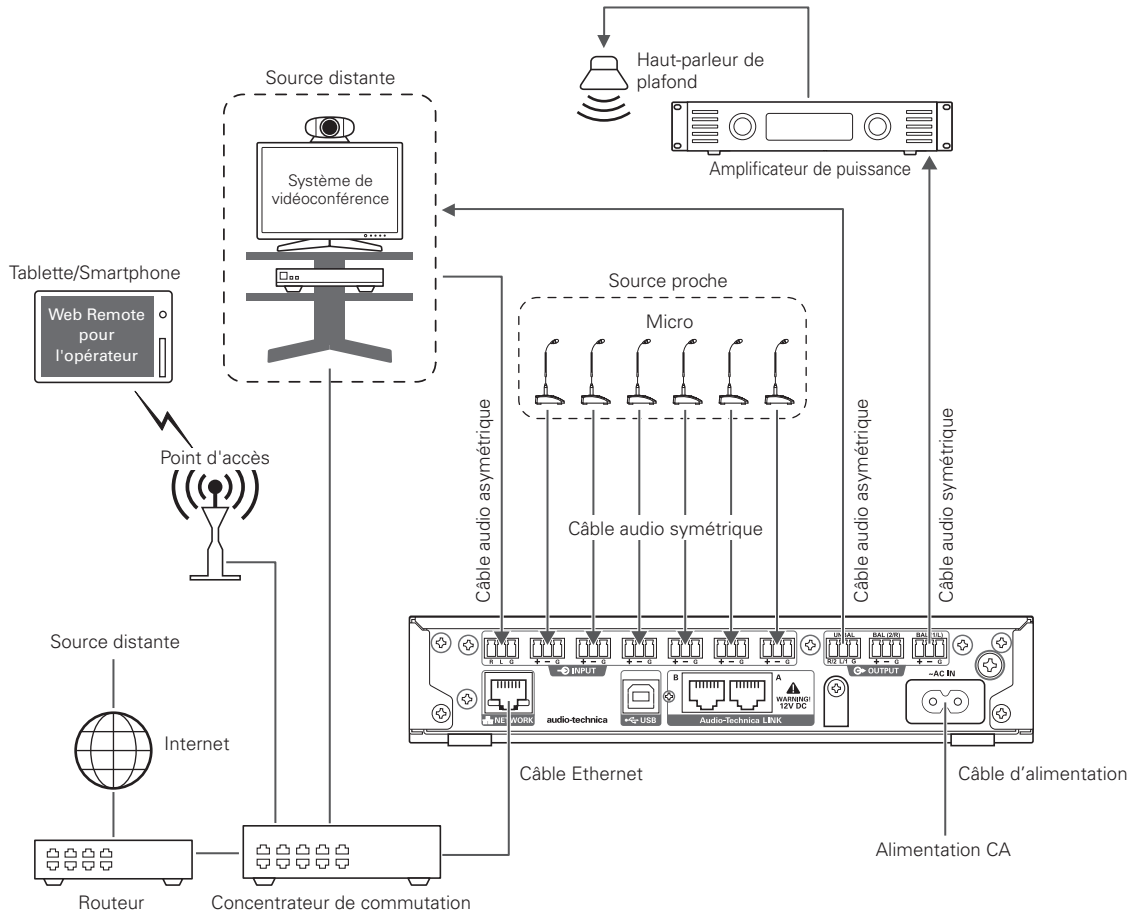 Haut-parleur de
plafond
Source distante
Amplificateur de puissance
Système de
vidéoconférence
Tablette/Smartphone
Web Remote
pour
l'opérateur
Source proche
Micro
Point d'accès
Câble audio asymétrique
Câble audio symétrique
Câble audio asymétrique
Câble audio symétrique
UNBAL BAL (2/R) BAL (1/L)
R L G + − G + − G + − G + − G + − G + − G R/2 L/1 G + − G + − G
INPUT
OUTPUT
~AC IN
B A
WARNING!
12V DC
NETWORK audio-technica USB Audio-Technica LINK
Source distante
Internet
Câble Ethernet
Câble d’alimentation
Alimentation CA
Routeur
Concentrateur de commutation